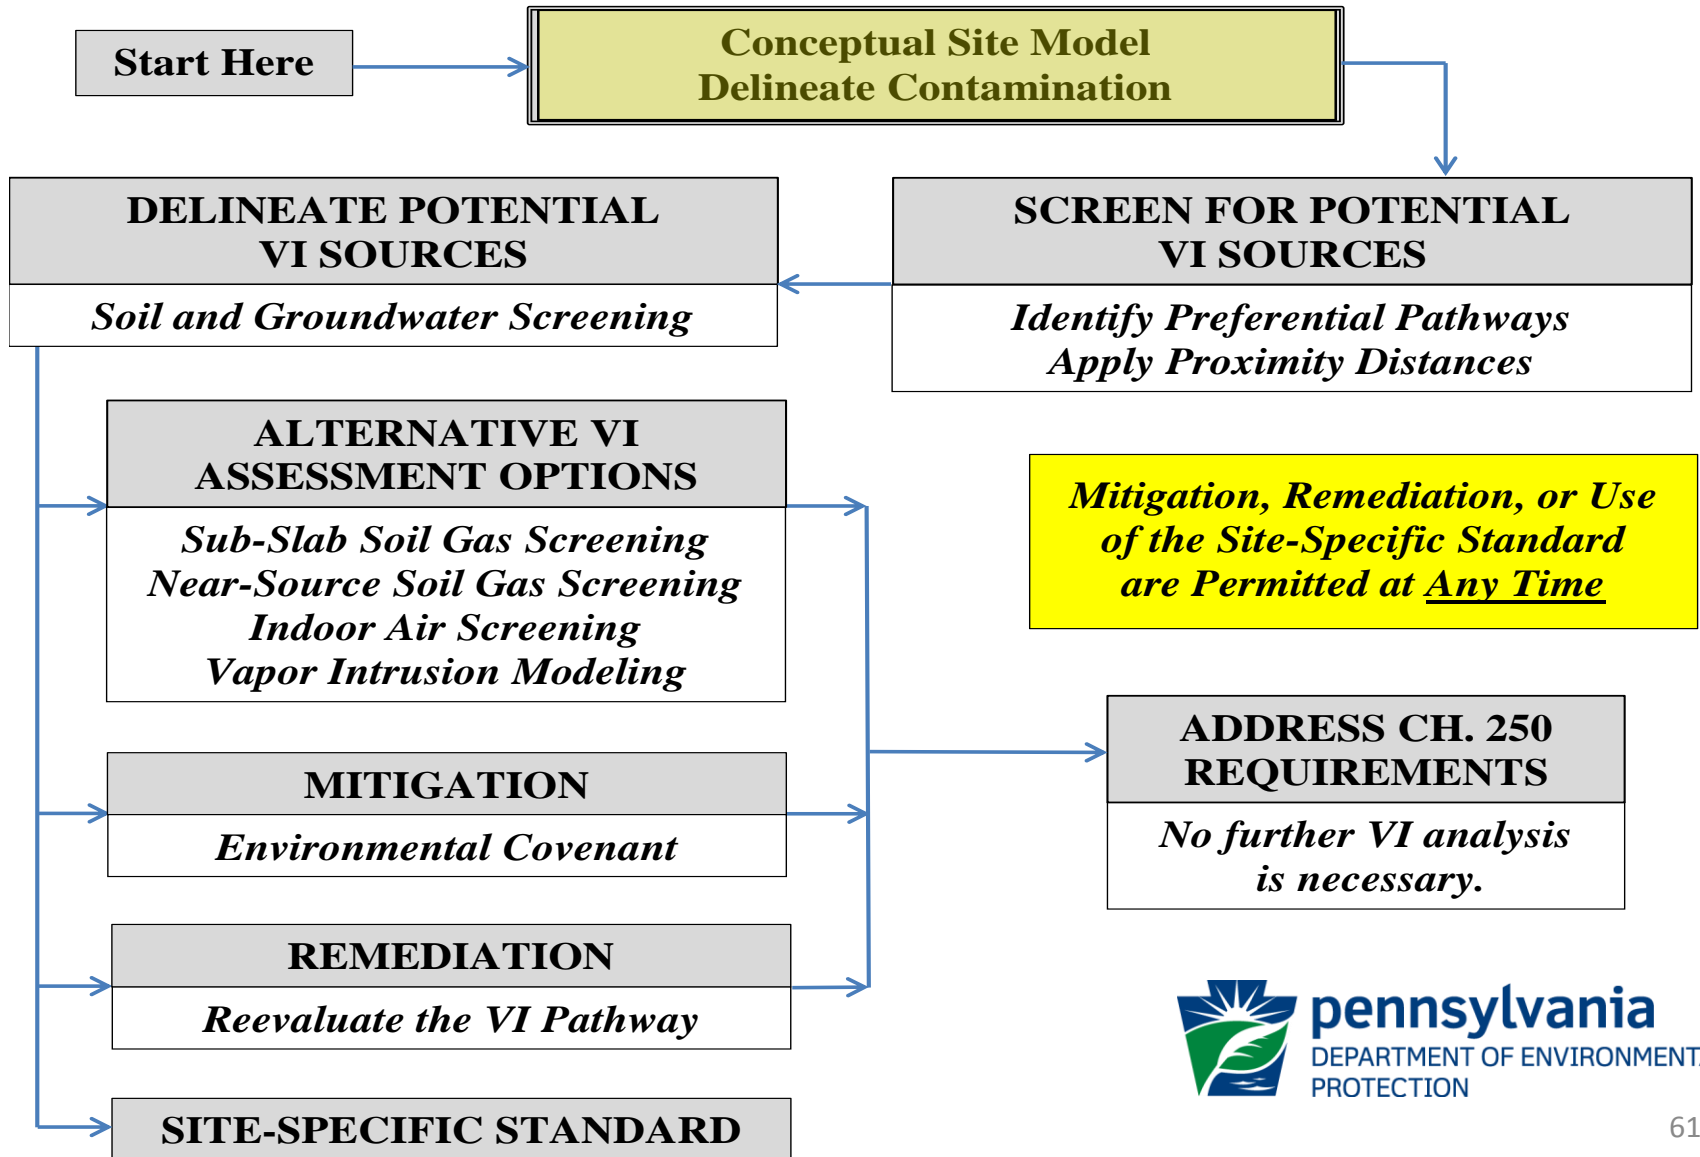 Start Here
Conceptual Site Model
Delineate Contamination
DELINEATE POTENTIAL
VI SOURCES
Soil and Groundwater Screening
SCREEN FOR POTENTIAL
VI SOURCES
Identify Preferential Pathways
Apply Proximity Distances
ALTERNATIVE VI
ASSESSMENT OPTIONS
Sub-Slab Soil Gas Screening
Near-Source Soil Gas Screening
Indoor Air Screening
Vapor Intrusion Modeling
Mitigation, Remediation, or Use
of the Site-Specific Standard
are Permitted at Any Time
MITIGATION
Environmental Covenant
ADDRESS CH. 250
REQUIREMENTS
No further VI analysis
is necessary.
REMEDIATION
Reevaluate the VI Pathway
SITE-SPECIFIC STANDARD
pennsylvania
DEPARTMENT OF ENVIRONMENT
PROTECTION
61